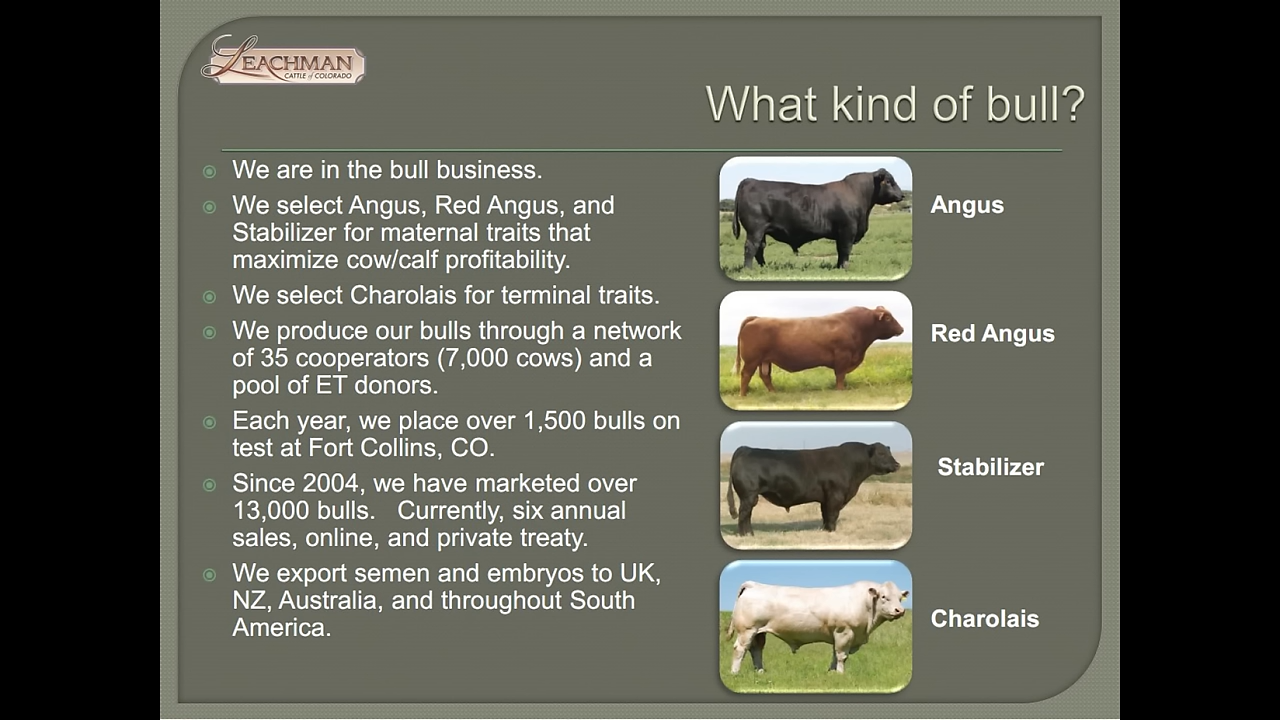 LEACHMAN
CATTLE of COLORADO
What kind of bull?
We are in the bull business.
We select Angus, Red Angus, and
Stabilizer for maternal traits that
maximize cow/calf profitability.
We select Charolais for terminal traits.
We produce our bulls through a network
of 35 cooperators (7,000 cows) and a
pool of ET donors.
Each year, we place over 1,500 bulls on
test at Fort Collins, CO.
Since 2004, we have marketed over
13,000 bulls.   Currently, six annual
sales, online, and private treaty.
We export semen and embryos to UK,
NZ, Australia, and throughout South
America.
Angus
Red Angus
Stabilizer
Charolais